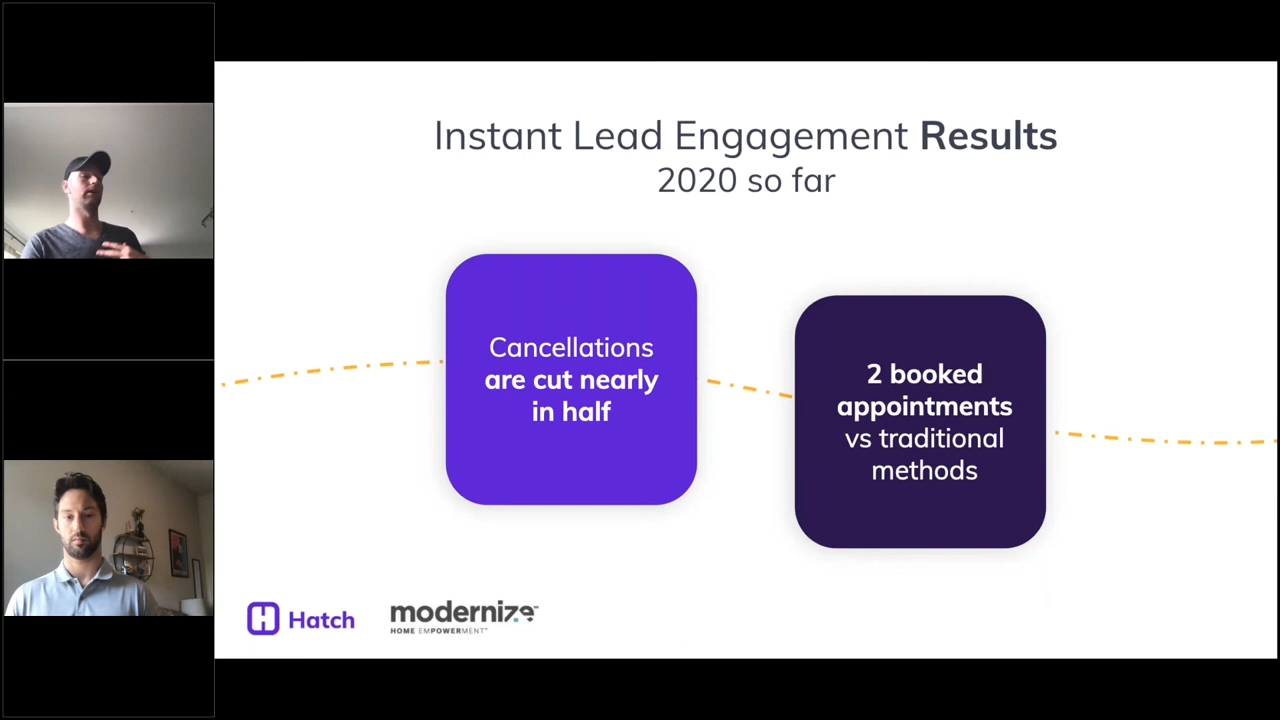 Instant Lead Engagement Results
2020 so far
Cancellations
are cut nearly
in half
2 booked
appointments
vs traditional
methods
Hatch
modernize
HOME EMPOWERMENT